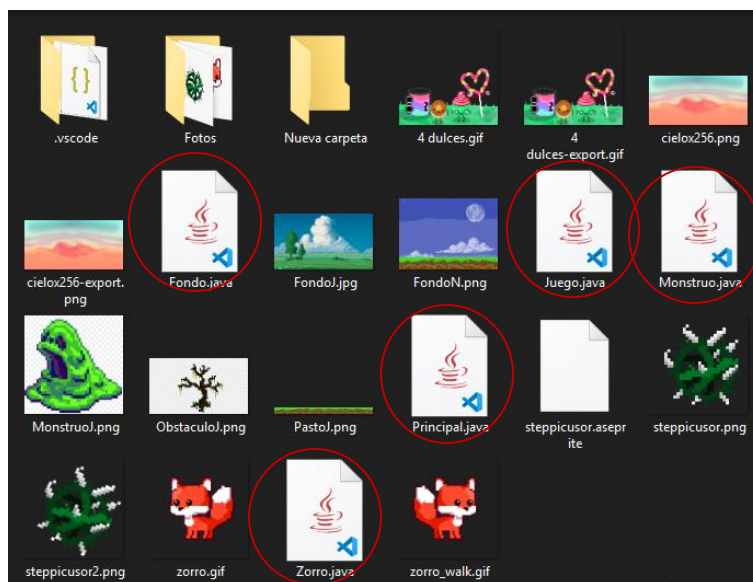 .vscode
Fotos
Nueva carpeta
4 dulces.gif
4
dulces-export.gif
cielox256.png
cielox256-export.
png
Fondo.java
FondoJ.jpg
FondoN.png
Juego.java
Monstruo.java
MonstruoJ.png
ObstaculoJ.png
PastoJ.png
Principal.java
steppicusor.asepr
ite
steppicusor.png
steppicusor2.png
zorro.gif
Zorro.java
zorro_walk.gif